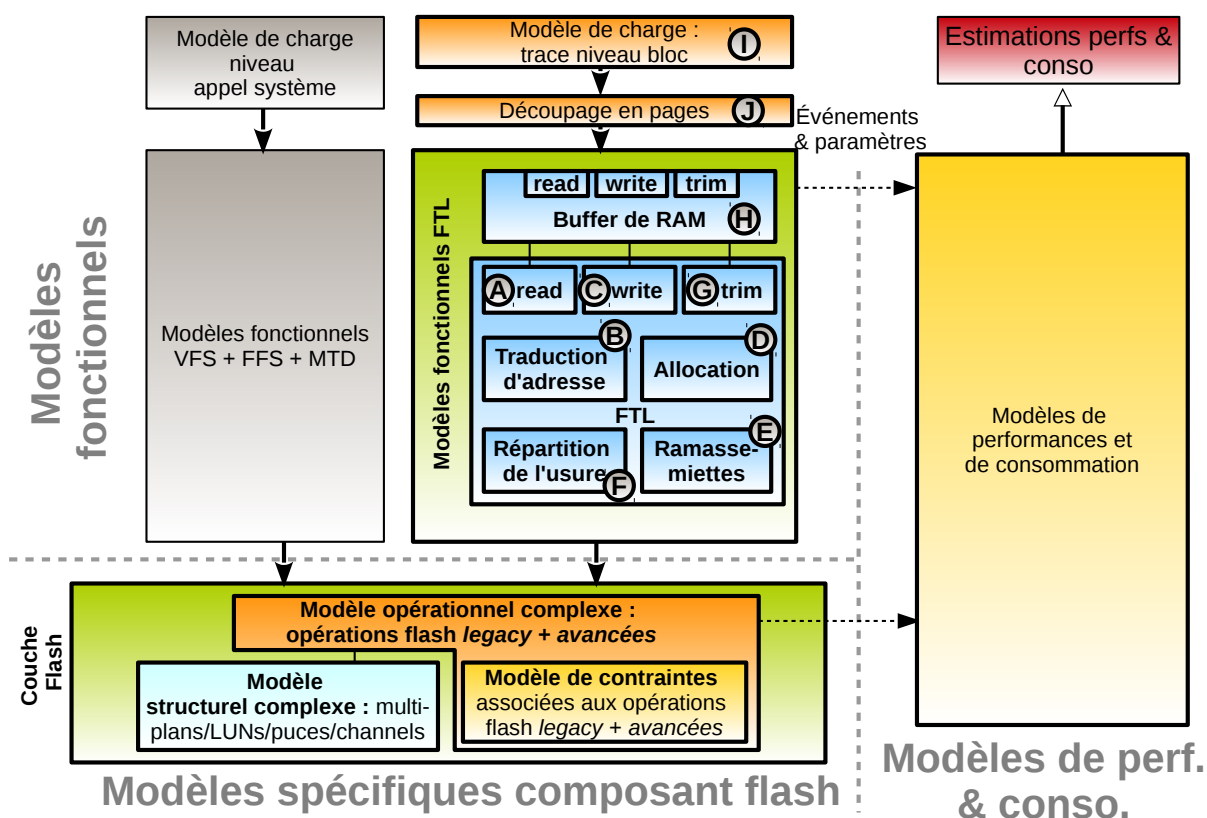 Modèle de charge
niveau
appel système
Modèle de charge :
trace niveau bloc
I
Estimations perfs &
conso
Découpage en pages
J
Événements
& paramètres
Modèles
fonctionnels
Modèles fonctionnels
VFS + FFS + MTD
Modèles fonctionnels FTL
read
write
trim
Buffer de RAM
H
A
read
C
write
G
trim
B
Traduction
d'adresse
D
Allocation
FTL
Répartition
de l'usure
F
E
Ramasse-
miettes
Modèles de
performances et
de consommation
Couche
Flash
Modèle opérationnel complexe :
opérations flash legacy + avancées
Modèle
structurel complexe : multi-
plans/LUNs/puces/channels
Modèle de contraintes
associées aux opérations
flash legacy + avancées
Modèles spécifiques composant flash
Modèles de perf.
& conso.